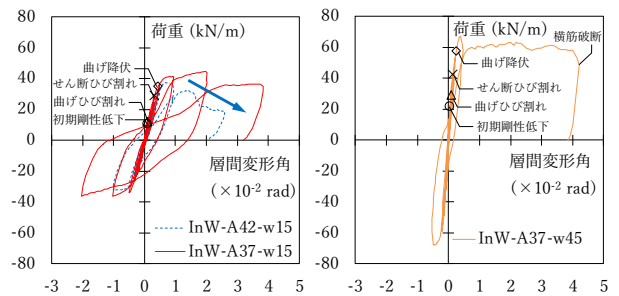 荷重 (kN/m)
80
60
40
20
0
-20
-40
-60
-80
曲げ降伏
せん断ひび割れ
曲げひび割れ
初期剛性低下
層間変形角
(×10-2 rad)
InW-A42-w15
InW-A37-w15
-3 -2 -1 0 1 2 3 4 5
荷重 (kN/m)
80
60
40
20
0
-20
-40
-60
-80
横筋破断
曲げ降伏
せん断ひび割れ
曲げひび割れ
初期剛性低下
層間変形角
(×10-2 rad)
InW-A37-w45
-3 -2 -1 0 1 2 3 4 5